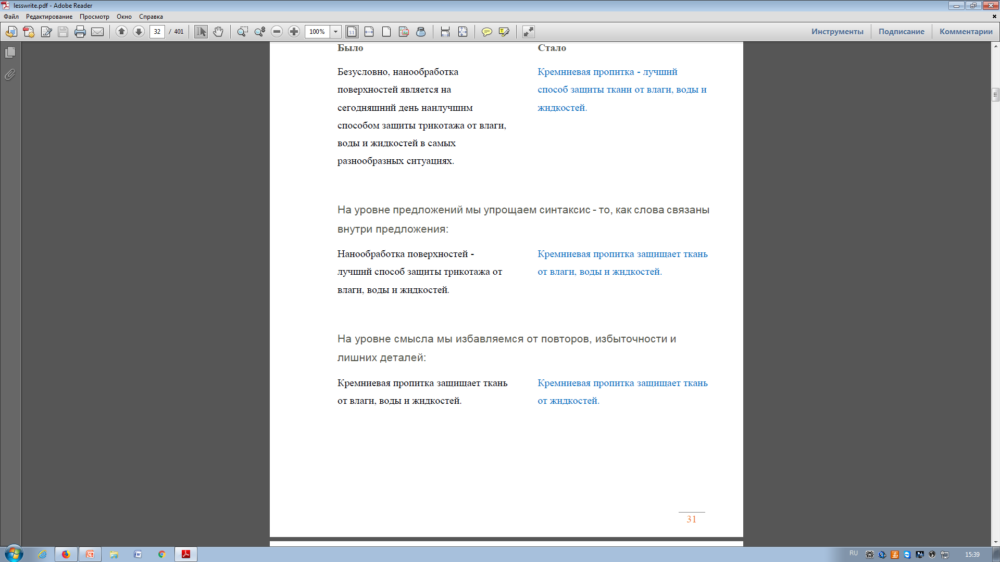 lesswrite.pdf - Adobe Reader
Файл Редактирование Просмотр Окно Справка
32 / 401 100% Инструменты Подписание Комментарии
Было Стало
Безусловно, нанообработка
поверхностей является на
сегодняшний день наилучшим
способом защиты трикотажа от влаги,
воды и жидкостей в самых
разнообразных ситуациях.
Кремниевая пропитка - лучший
способ защиты ткани от влаги, воды и
жидкостей.
На уровне предложений мы упрощаем синтаксис - то, как слова связаны
внутри предложения:
Нанообработка поверхностей -
лучший способ защиты трикотажа от
влаги, воды и жидкостей.
Кремниевая пропитка защищает ткань
от влаги, воды и жидкостей.
На уровне смысла мы избавляемся от повторов, избыточности и
лишних деталей:
Кремниевая пропитка защищает ткань
от влаги, воды и жидкостей.
Кремниевая пропитка защищает ткань
от жидкостей.
31
RU 15:39